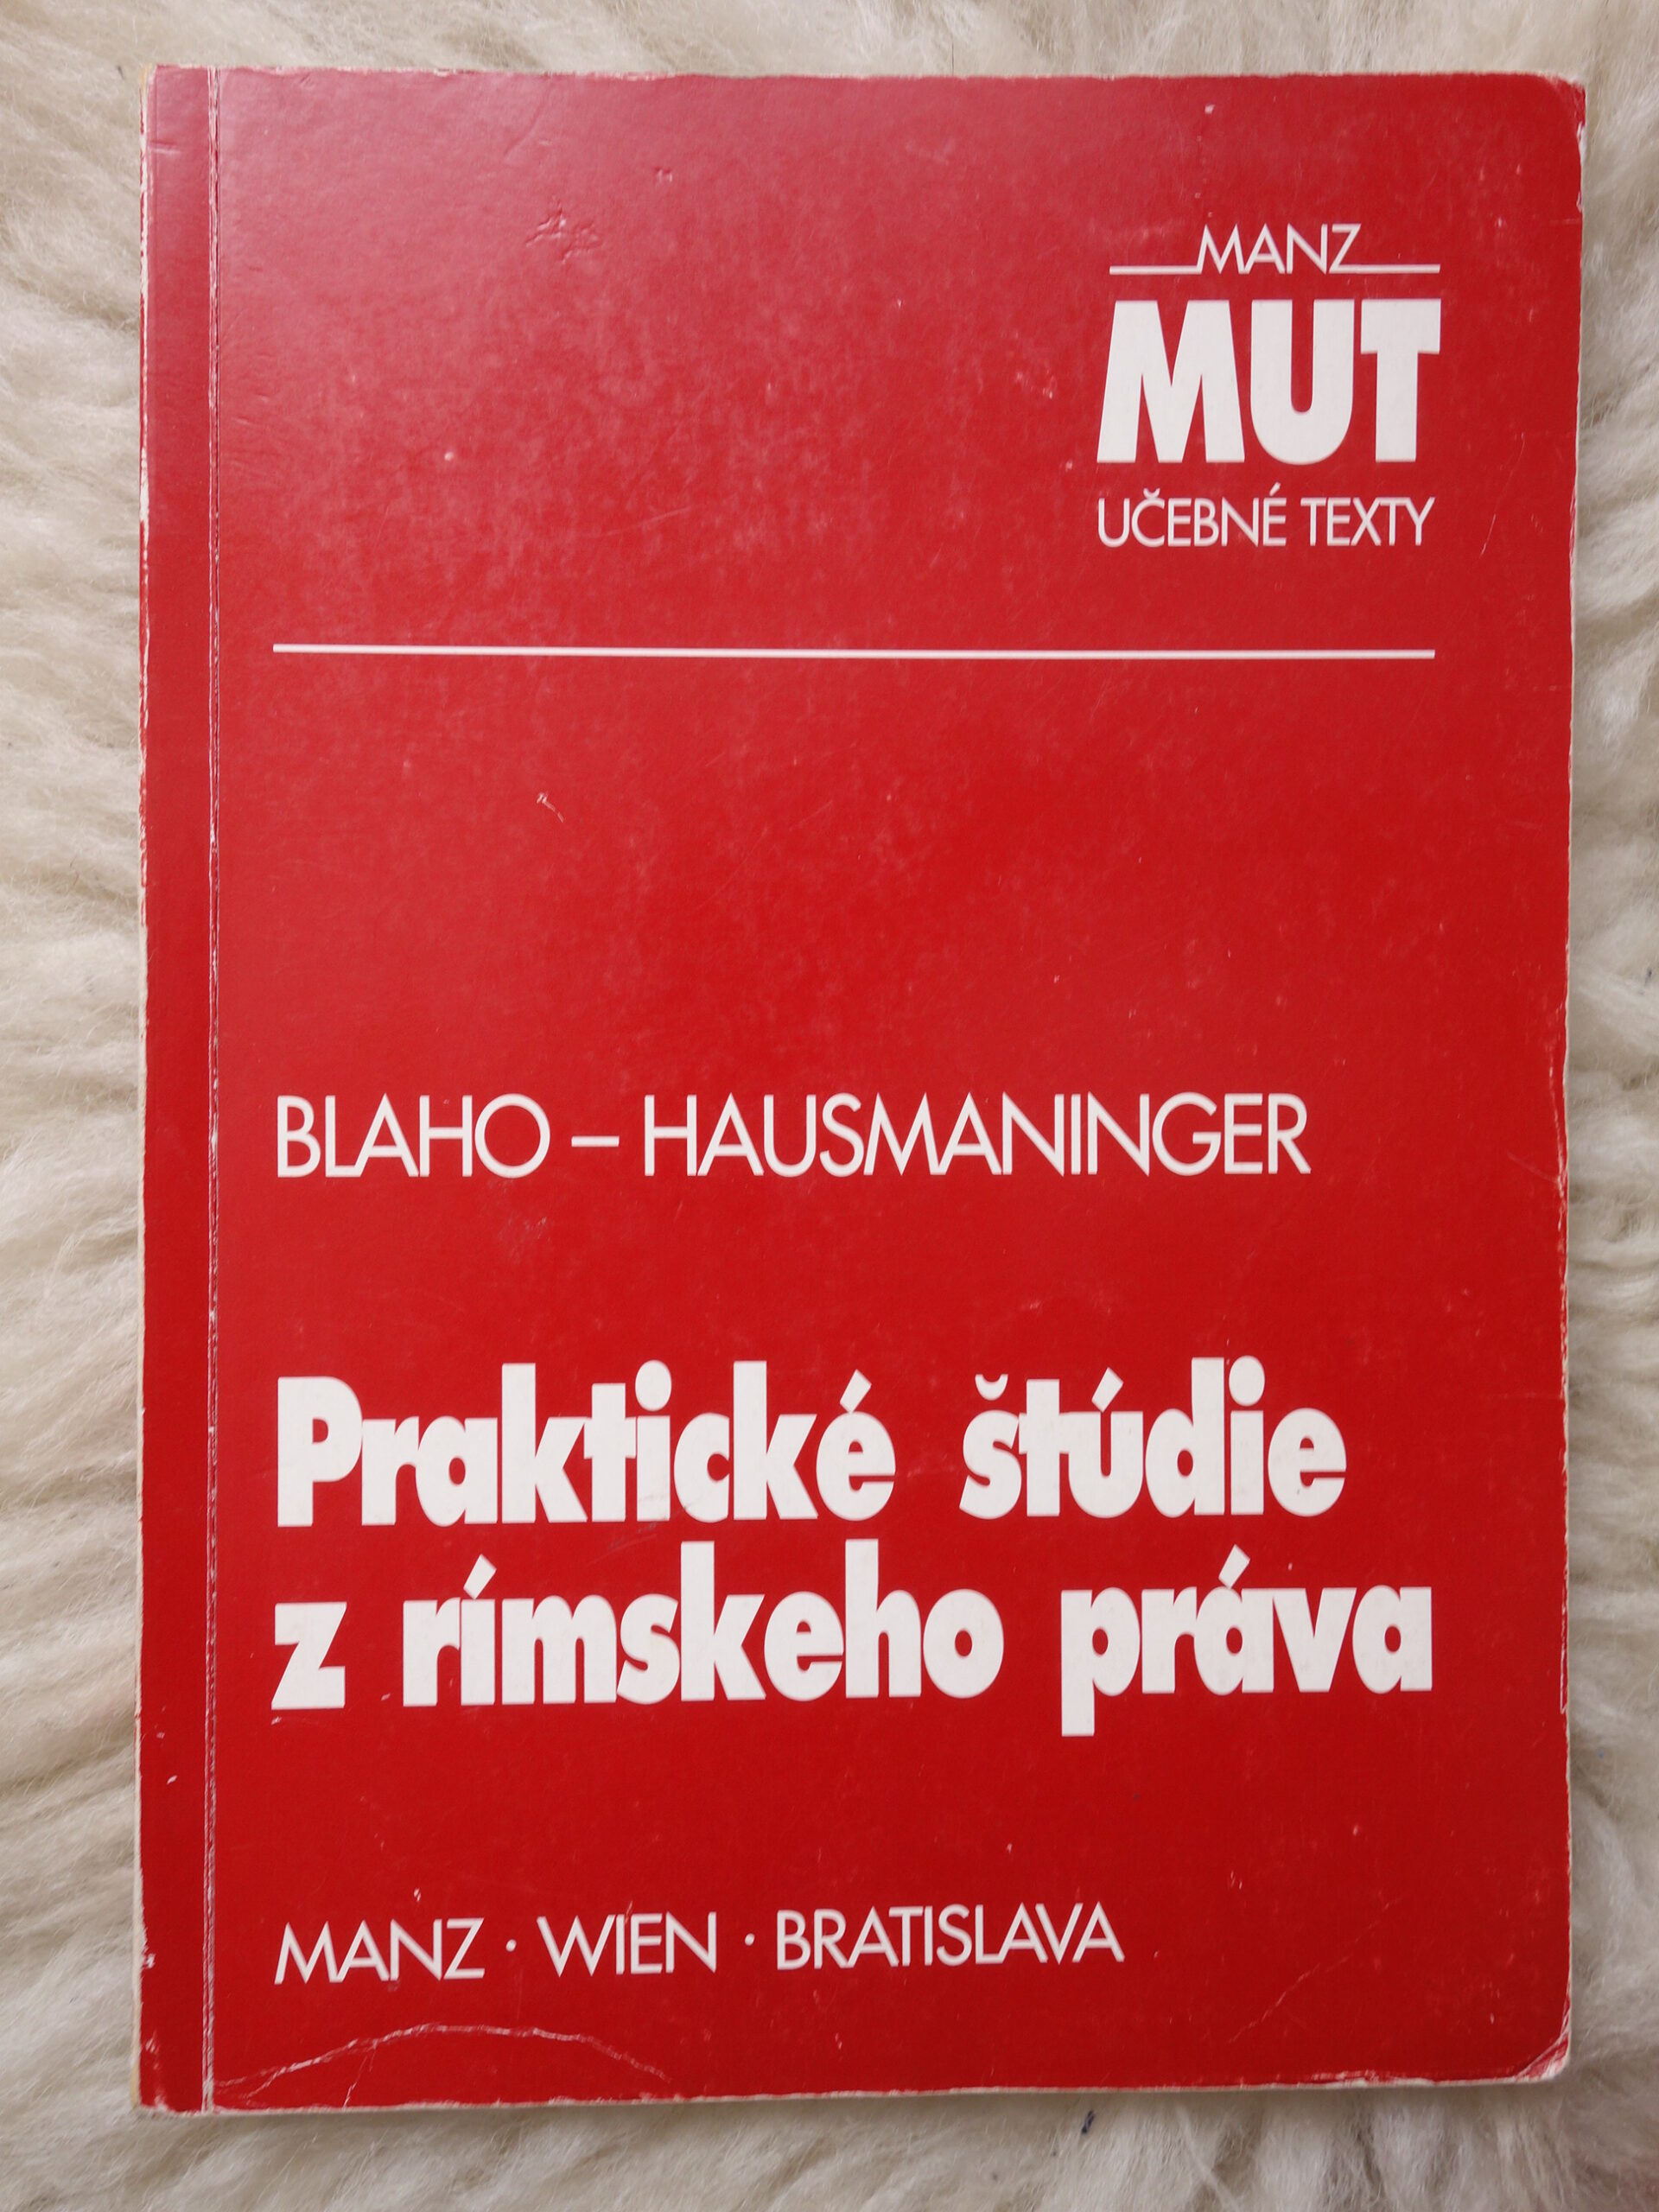 MANZ
MUT
UČEBNÉ TEXTY
BLAHO – HAUSMANINGER
Praktické štúdie
z rímskeho práva
MANZ · WIEN · BRATISLAVA